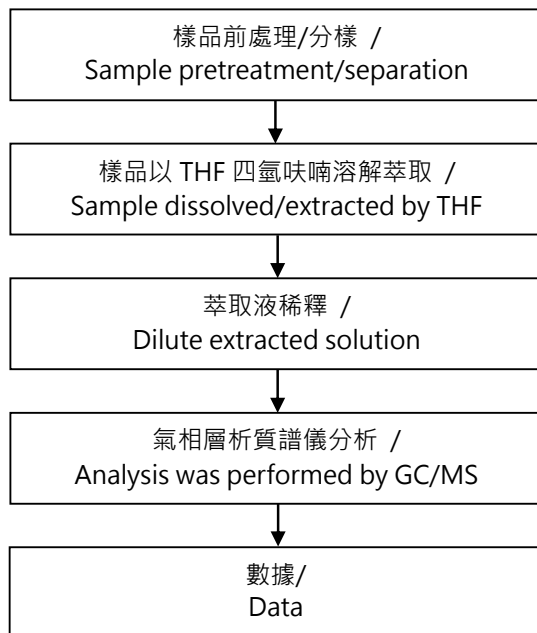 樣品前處理/分樣 /
Sample pretreatment/separation
樣品以 THF 四氫呋喃溶解萃取 /
Sample dissolved/extracted by THF
萃取液稀釋 /
Dilute extracted solution
氣相層析質譜儀分析 /
Analysis was performed by GC/MS
數據/
Data